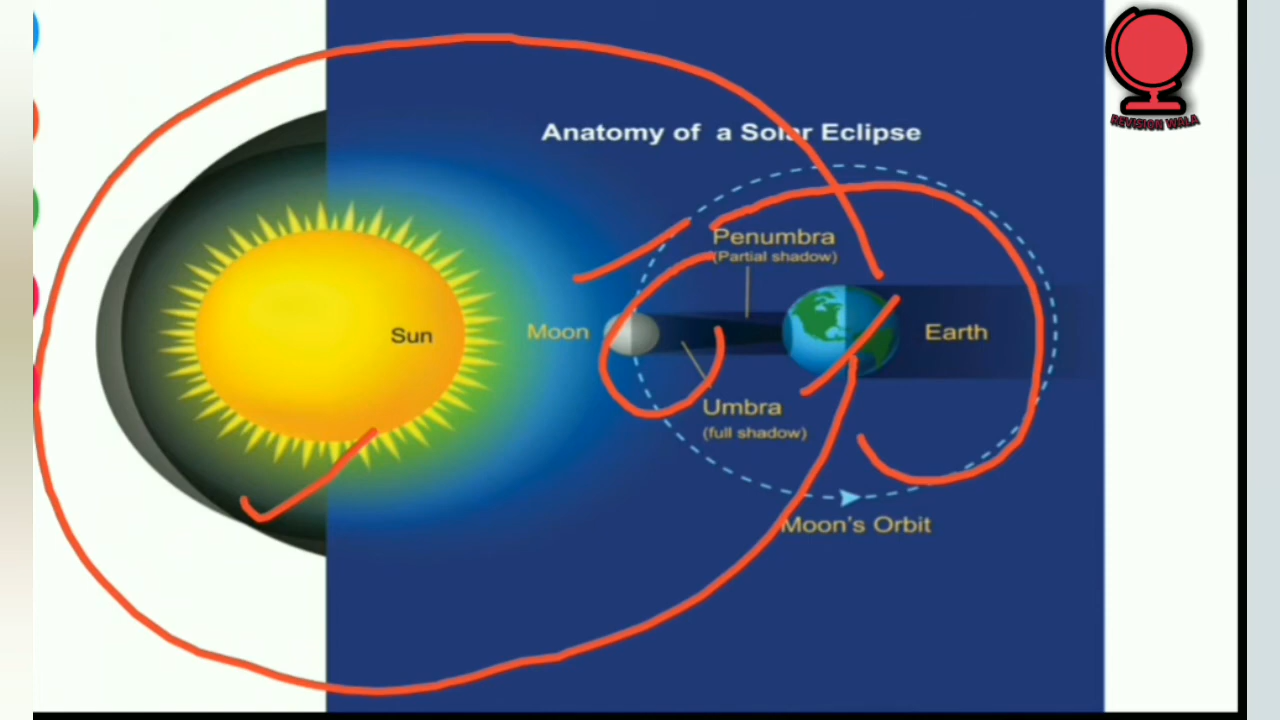 REVISION WALA
Anatomy of a Solar Eclipse
Penumbra
(Partial shadow)
Sun
Moon
Earth
Umbra
(full shadow)
Moon's Orbit